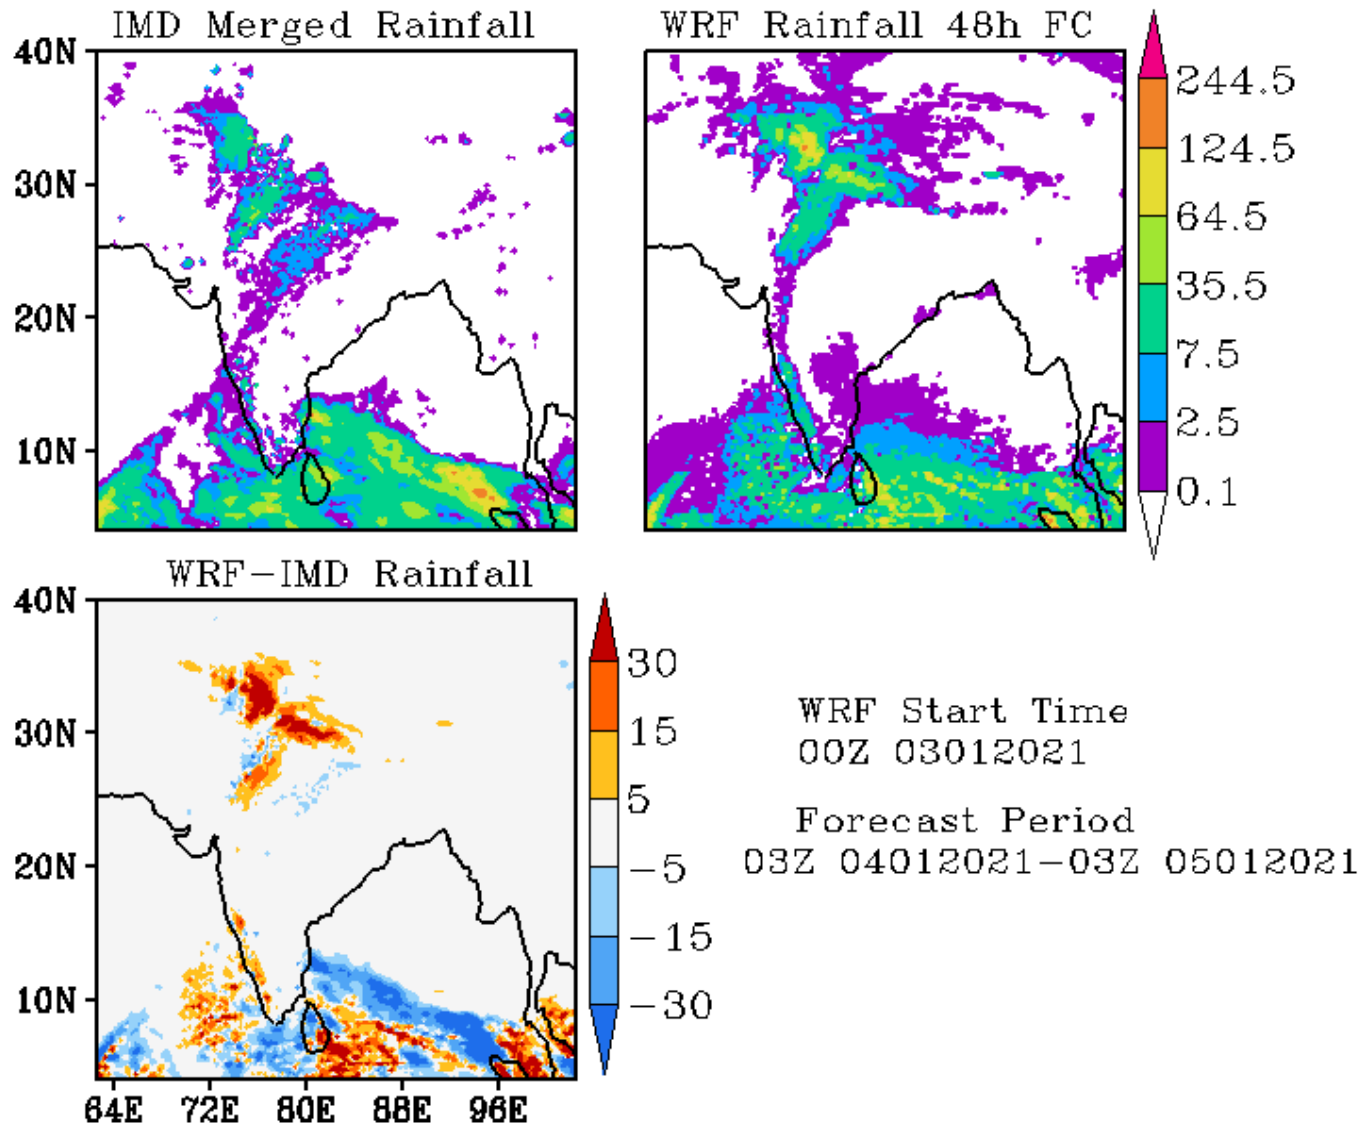 IMD Merged Rainfall
WRF Rainfall 48h FC
40N
30N
20N
10N
244.5
124.5
64.5
35.5
7.5
2.5
0.1
WRF-IMD Rainfall
40N
30N
20N
10N
64E 72E 80E 88E 96E
30
15
5
-5
-15
-30
WRF Start Time
00Z 03012021
Forecast Period
03Z 04012021-03Z 05012021